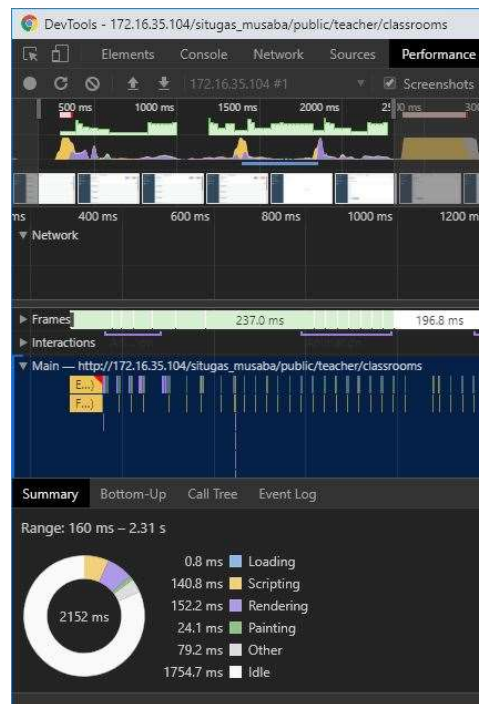 DevTools - 172.16.35.104/situgas_musaba/public/teacher/classrooms
Elements Console Network Sources Performance
172.16.35.104 #1 Screenshots
500 ms 1000 ms 1500 ms 2000 ms
ms 400 ms 600 ms 800 ms 1000 ms 1200 m
Network
Frames 237.0 ms 196.8 ms
Interactions Animation Animation
Main — http://172.16.35.104/situgas_musaba/public/teacher/classrooms
E...)
F...)
Summary Bottom-Up Call Tree Event Log
Range: 160 ms – 2.31 s
0.8 ms Loading
140.8 ms Scripting
2152 ms
152.2 ms Rendering
24.1 ms Painting
79.2 ms Other
1754.7 ms Idle